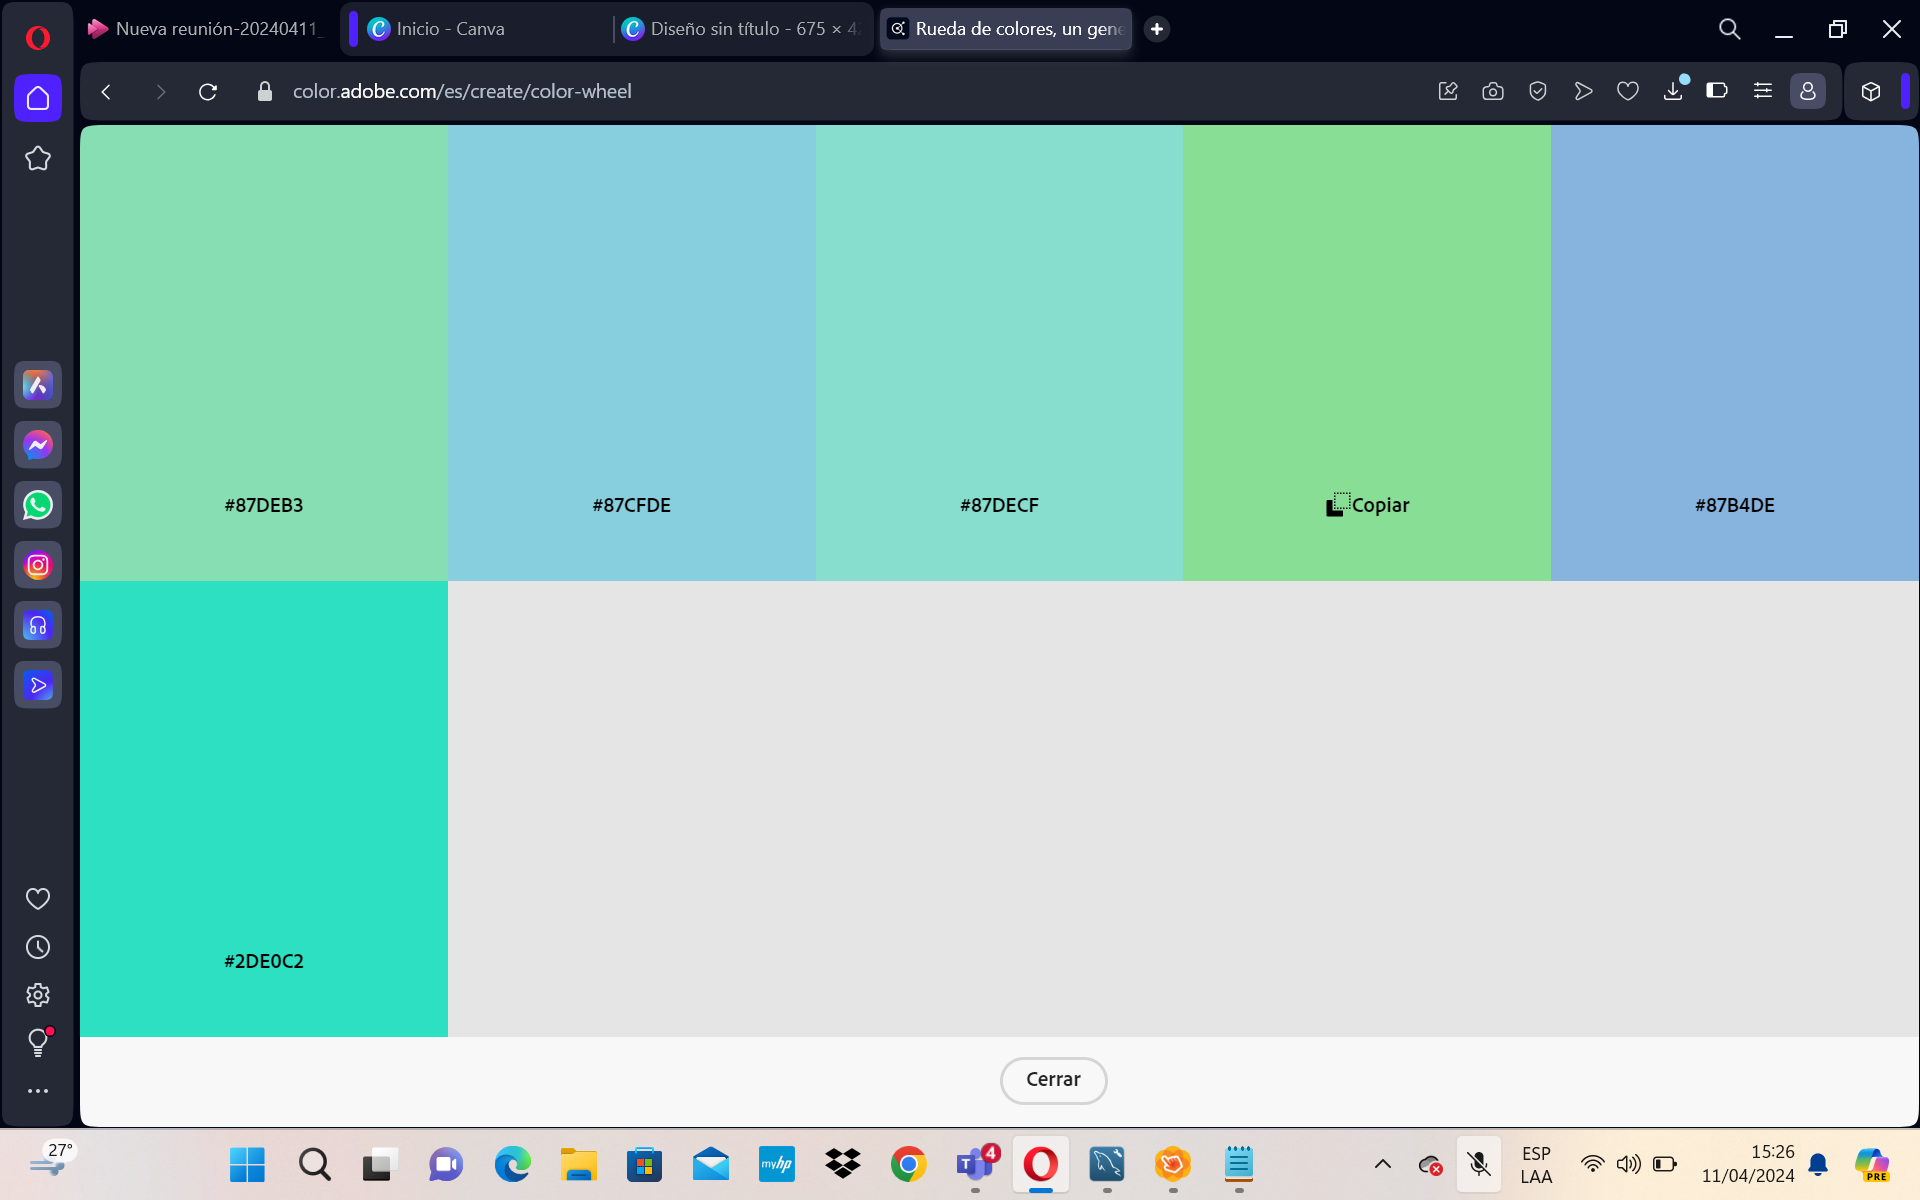 Nueva reunión-20240411_
Inicio - Canva
Diseño sin título - 675 × 4
Rueda de colores, un gene
color.adobe.com/es/create/color-wheel
#87DEB3
#87CFDE
#87DECF
Copiar
#87B4DE
#2DE0C2
Cerrar
27°
myhp
4
ESP
LAA
15:26
11/04/2024
PRE